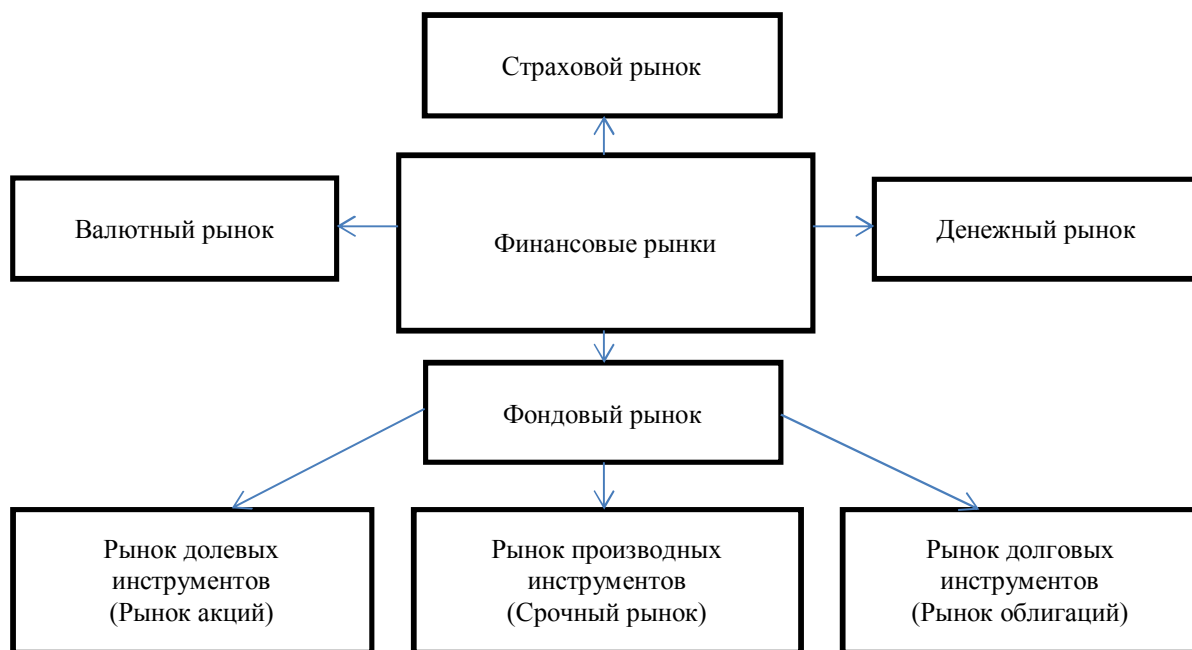 Страховой рынок
Валютный рынок
Финансовые рынки
Денежный рынок
Фондовый рынок
Рынок долевых
инструментов
(Рынок акций)
Рынок производных
инструментов
(Срочный рынок)
Рынок долговых
инструментов
(Рынок облигаций)